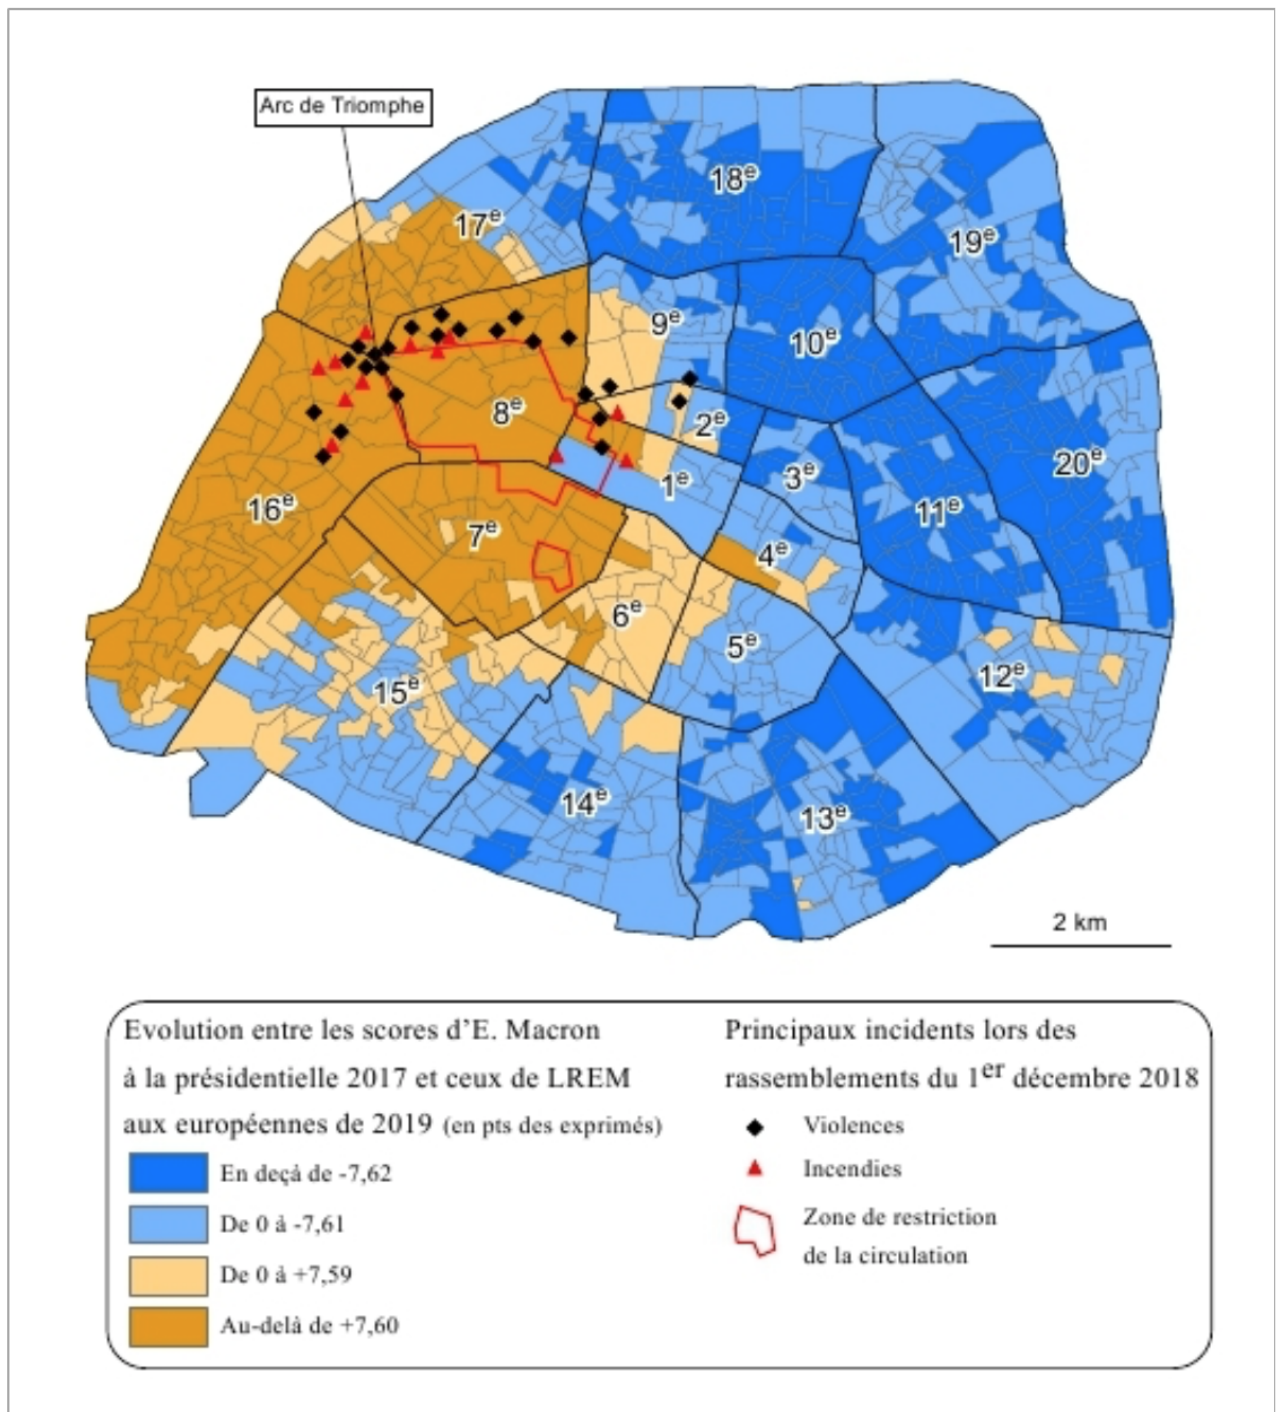 Arc de Triomphe
18e
17e
19e
9e
10e
8e
2e
1e
3e
20e
16e
11e
7e
4e
6e
5e
12e
15e
14e
13e
2 km
Evolution entre les scores d'E. Macron
à la présidentielle 2017 et ceux de LREM
aux européennes de 2019 (en pts des exprimés)
En deçà de -7,62
De 0 à -7,61
De 0 à +7,59
Au-delà de +7,60
Principaux incidents lors des
rassemblements du 1er décembre 2018
Violences
Incendies
Zone de restriction
de la circulation